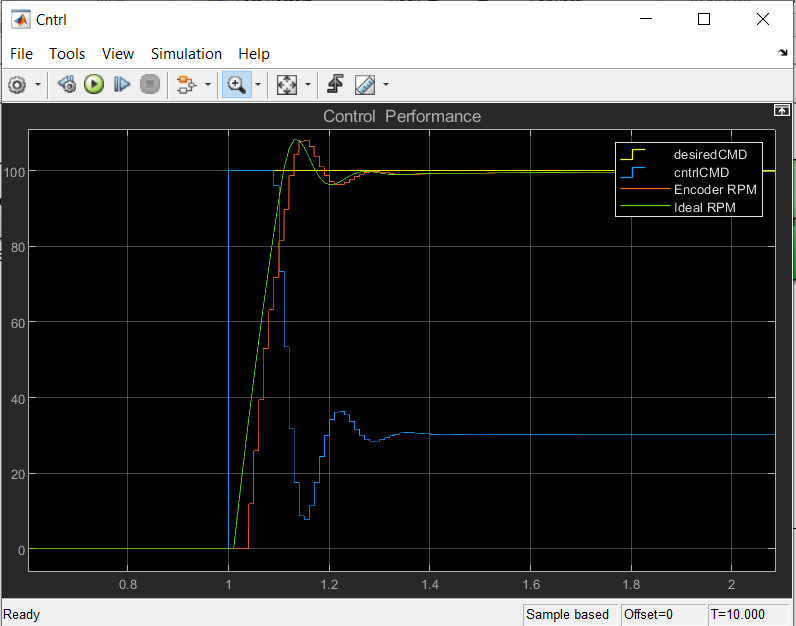 Cntrl
File Tools View Simulation Help
Control Performance
desiredCMD
cntrlCMD
Encoder RPM
Ideal RPM
100
80
60
40
20
0
0.8 1 1.2 1.4 1.6 1.8 2
Ready Sample based Offset=0 T=10.000